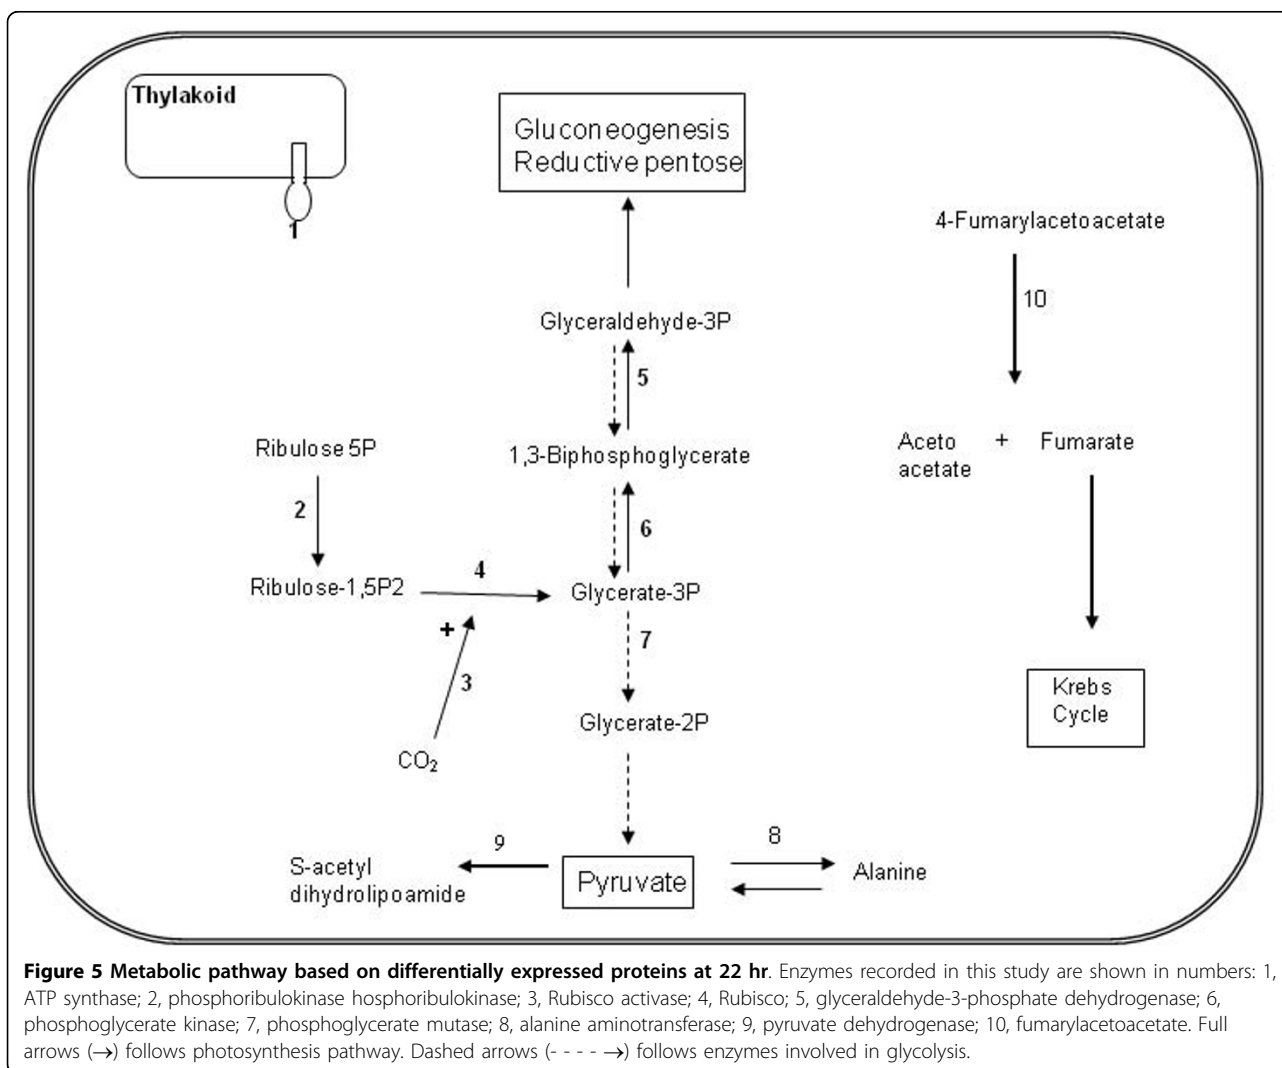 Thylakoid
1
Gluconeogenesis
Reductive pentose
4-Fumarylacetoacetate
10
Glyceraldehyde-3P
5
Ribulose 5P
1,3-Biphosphoglycerate
Aceto + Fumarate
acetate
2
6
4
Ribulose-1,5P2
Glycerate-3P
+
7
3
Krebs
Cycle
Glycerate-2P
CO₂
9
8
S-acetyl
dihydrolipoamide
Pyruvate
Alanine
Figure 5 Metabolic pathway based on differentially expressed proteins at 22 hr. Enzymes recorded in this study are shown in numbers: 1,
ATP synthase; 2, phosphoribulokinase hosphoribulokinase; 3, Rubisco activase; 4, Rubisco; 5, glyceraldehyde-3-phosphate dehydrogenase; 6,
phosphoglycerate kinase; 7, phosphoglycerate mutase; 8, alanine aminotransferase; 9, pyruvate dehydrogenase; 10, fumarylacetoacetate. Full
arrows (→) follows photosynthesis pathway. Dashed arrows (- - - - →) follows enzymes involved in glycolysis.